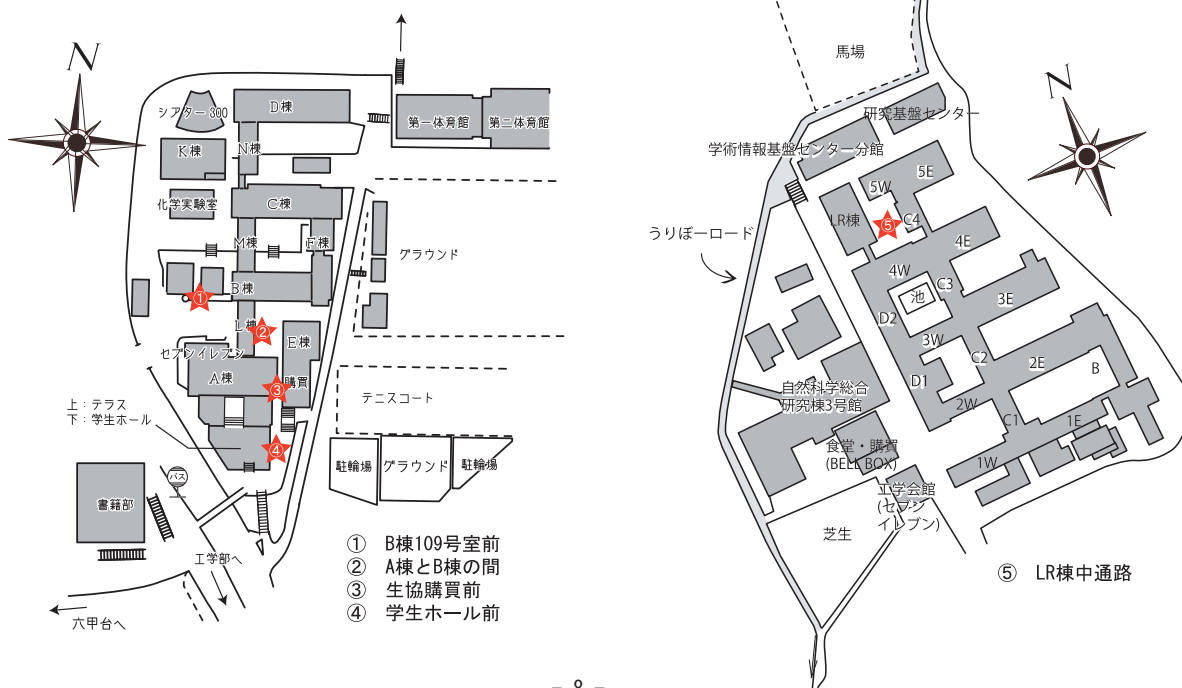 N
シアター300
D棟
第一体育館
第二体育館
K棟
N棟
化学実験室
C棟
M棟
F棟
グラウンド
B棟
①
L棟
②
E棟
セブンイレブン
A棟
③
購買
テニスコート
上：テラス
下：学生ホール
④
駐輪場
グラウンド
駐輪場
バス
書籍部
工学部へ
六甲台へ
① B棟109号室前
② A棟とB棟の間
③ 生協購買前
④ 学生ホール前
馬場
N
研究基盤センター
学術情報基盤センター分館
5E
5W
LR棟
⑤
C4
うりぼーロード
4E
4W
池
C3
3E
D2
3W
C2
2E
B
D1
自然科学総合
研究棟3号館
2W
C1
1E
食堂・購買
(BELL BOX)
1W
工学会館
(セブン
イレブン)
芝生
⑤ LR棟中通路
- 8 -